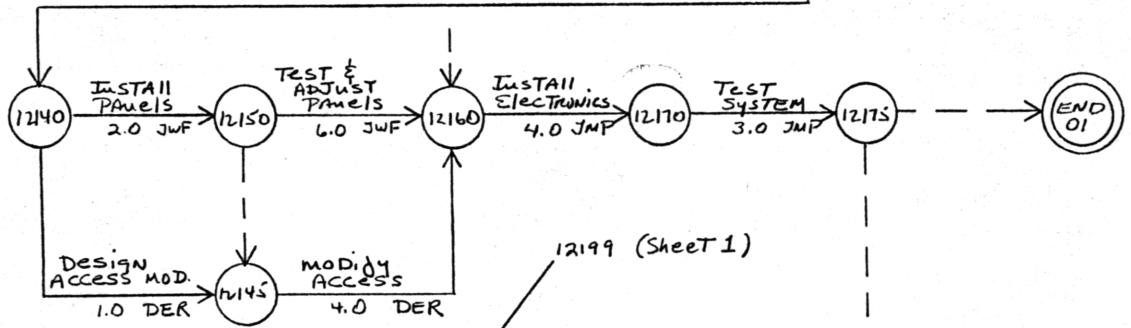 12140
INSTALL
PANELS
2.0 JWF
12150
TEST &
ADJUST
PANELS
6.0 JWF
12160
INSTALL
ELECTRONICS
4.0 JMP
12170
TEST
SYSTEM
3.0 JMP
12175
END
01
DESIGN
ACCESS MOD.
1.0 DER
12145
MODIFY
ACCESS
4.0 DER
12199 (SHEET 1)